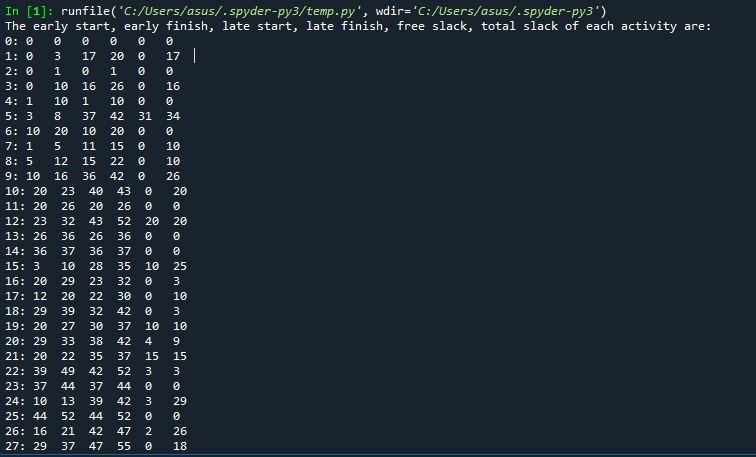 In [1]: runfile('C:/Users/asus/.spyder-py3/temp.py', wdir='C:/Users/asus/.spyder-py3')
The early start, early finish, late start, late finish, free slack, total slack of each activity are:
0: 0 0 0 0 0 0
1: 0 3 17 20 0 17
2: 0 1 0 1 0 0
3: 0 10 16 26 0 16
4: 1 10 1 10 0 0
5: 3 8 37 42 31 34
6: 10 20 10 20 0 0
7: 1 5 11 15 0 10
8: 5 12 15 22 0 10
9: 10 16 36 42 0 26
10: 20 23 40 43 0 20
11: 20 26 20 26 0 0
12: 23 32 43 52 20 20
13: 26 36 26 36 0 0
14: 36 37 36 37 0 0
15: 3 10 28 35 10 25
16: 20 29 23 32 0 3
17: 12 20 22 30 0 10
18: 29 39 32 42 0 3
19: 20 27 30 37 10 10
20: 29 33 38 42 4 9
21: 20 22 35 37 15 15
22: 39 49 42 52 3 3
23: 37 44 37 44 0 0
24: 10 13 39 42 3 29
25: 44 52 44 52 0 0
26: 16 21 42 47 2 26
27: 29 37 47 55 0 18